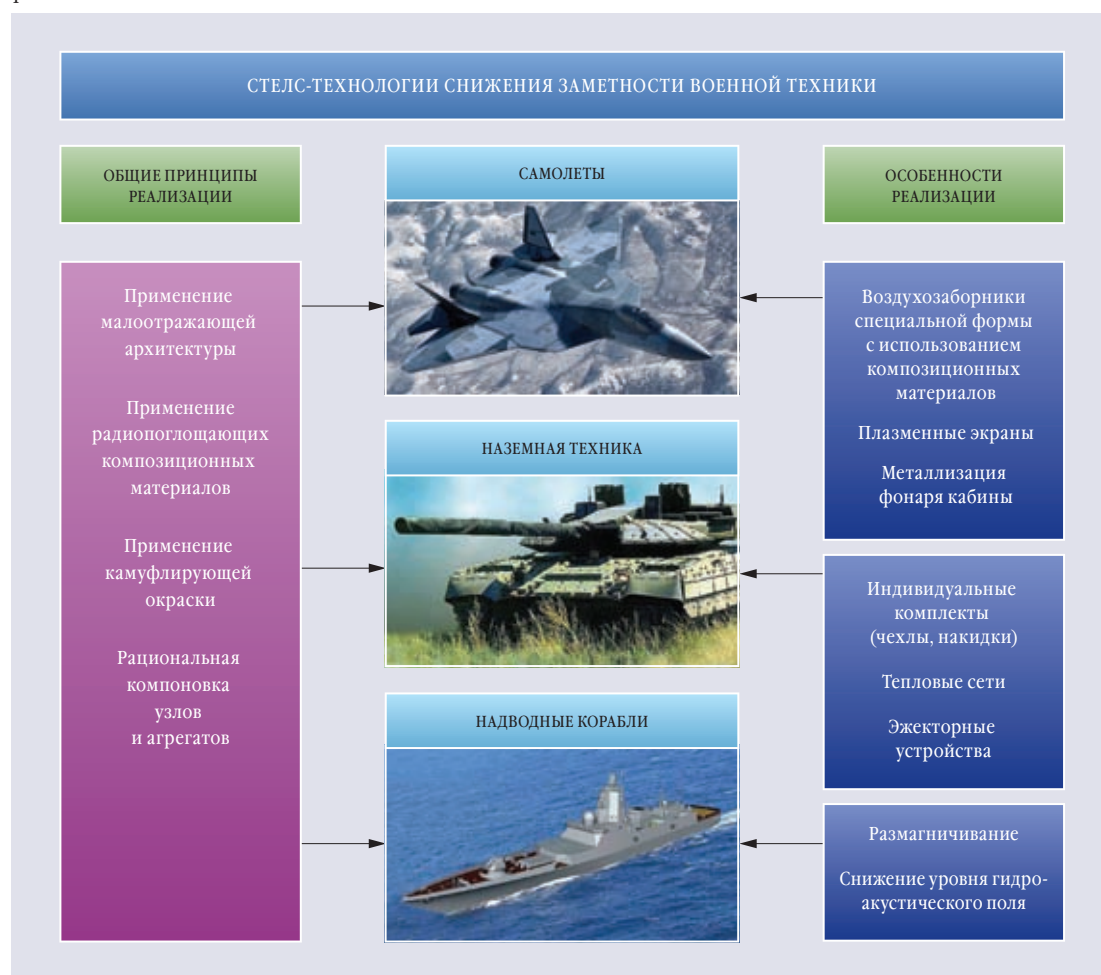 СТЕЛС-ТЕХНОЛОГИИ СНИЖЕНИЯ ЗАМЕТНОСТИ ВОЕННОЙ ТЕХНИКИ
ОБЩИЕ ПРИНЦИПЫ
РЕАЛИЗАЦИИ
Применение
малоотражающей
архитектуры
Применение
радиопоглощающих
композиционных
материалов
Применение
камуфлирующей
окраски
Рациональная
компоновка
узлов
и агрегатов
САМОЛЕТЫ
НАЗЕМНАЯ ТЕХНИКА
НАДВОДНЫЕ КОРАБЛИ
ОСОБЕННОСТИ
РЕАЛИЗАЦИИ
Воздухозаборники
специальной формы
с использованием
композиционных
материалов
Плазменные экраны
Металлизация
фонаря кабины
Индивидуальные
комплекты
(чехлы, накидки)
Тепловые сети
Эжекторные
устройства
Размагничивание
Снижение уровня гидро-
акустического поля